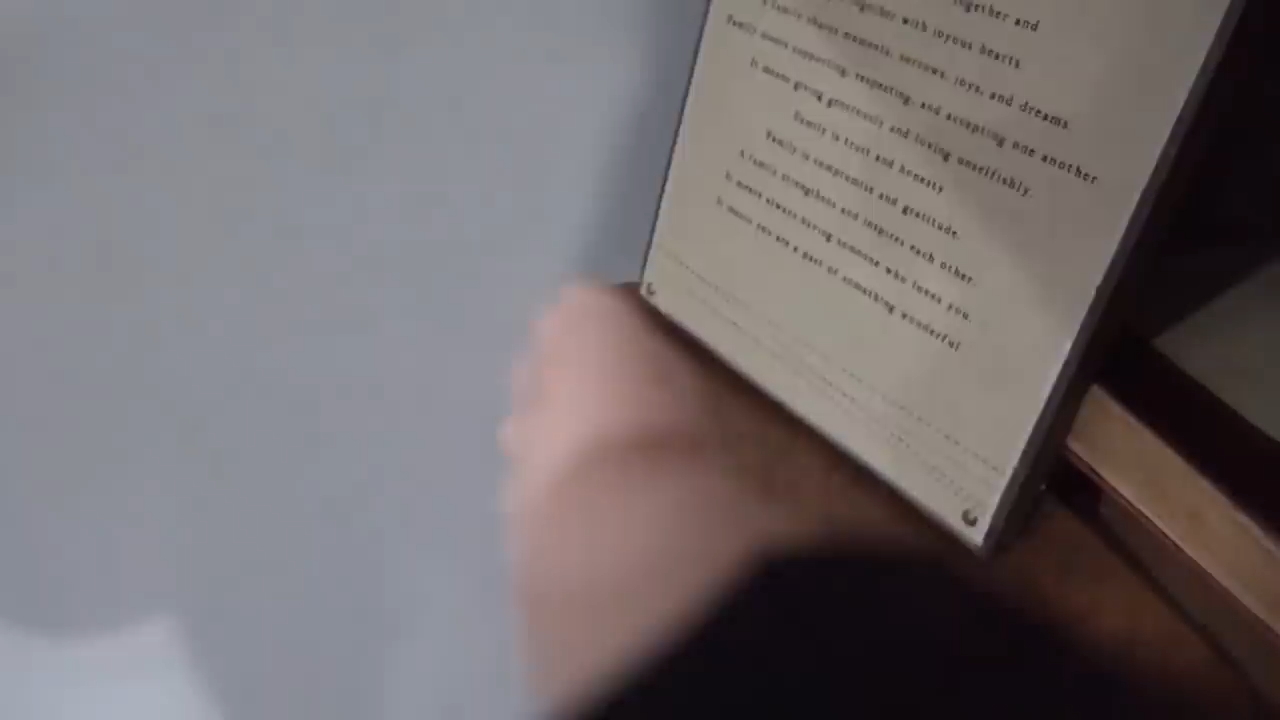 together and
together with joyous hearts
A family shares moments, sorrows, joys, and dreams.
Family means supporting, respecting, and accepting one another
It means giving generously and loving unselfishly.
Family is trust and honesty
Family is compromise and gratitude.
A family strengthens and inspires each other.
It means always having someone who loves you.
It means you are a part of something wonderful